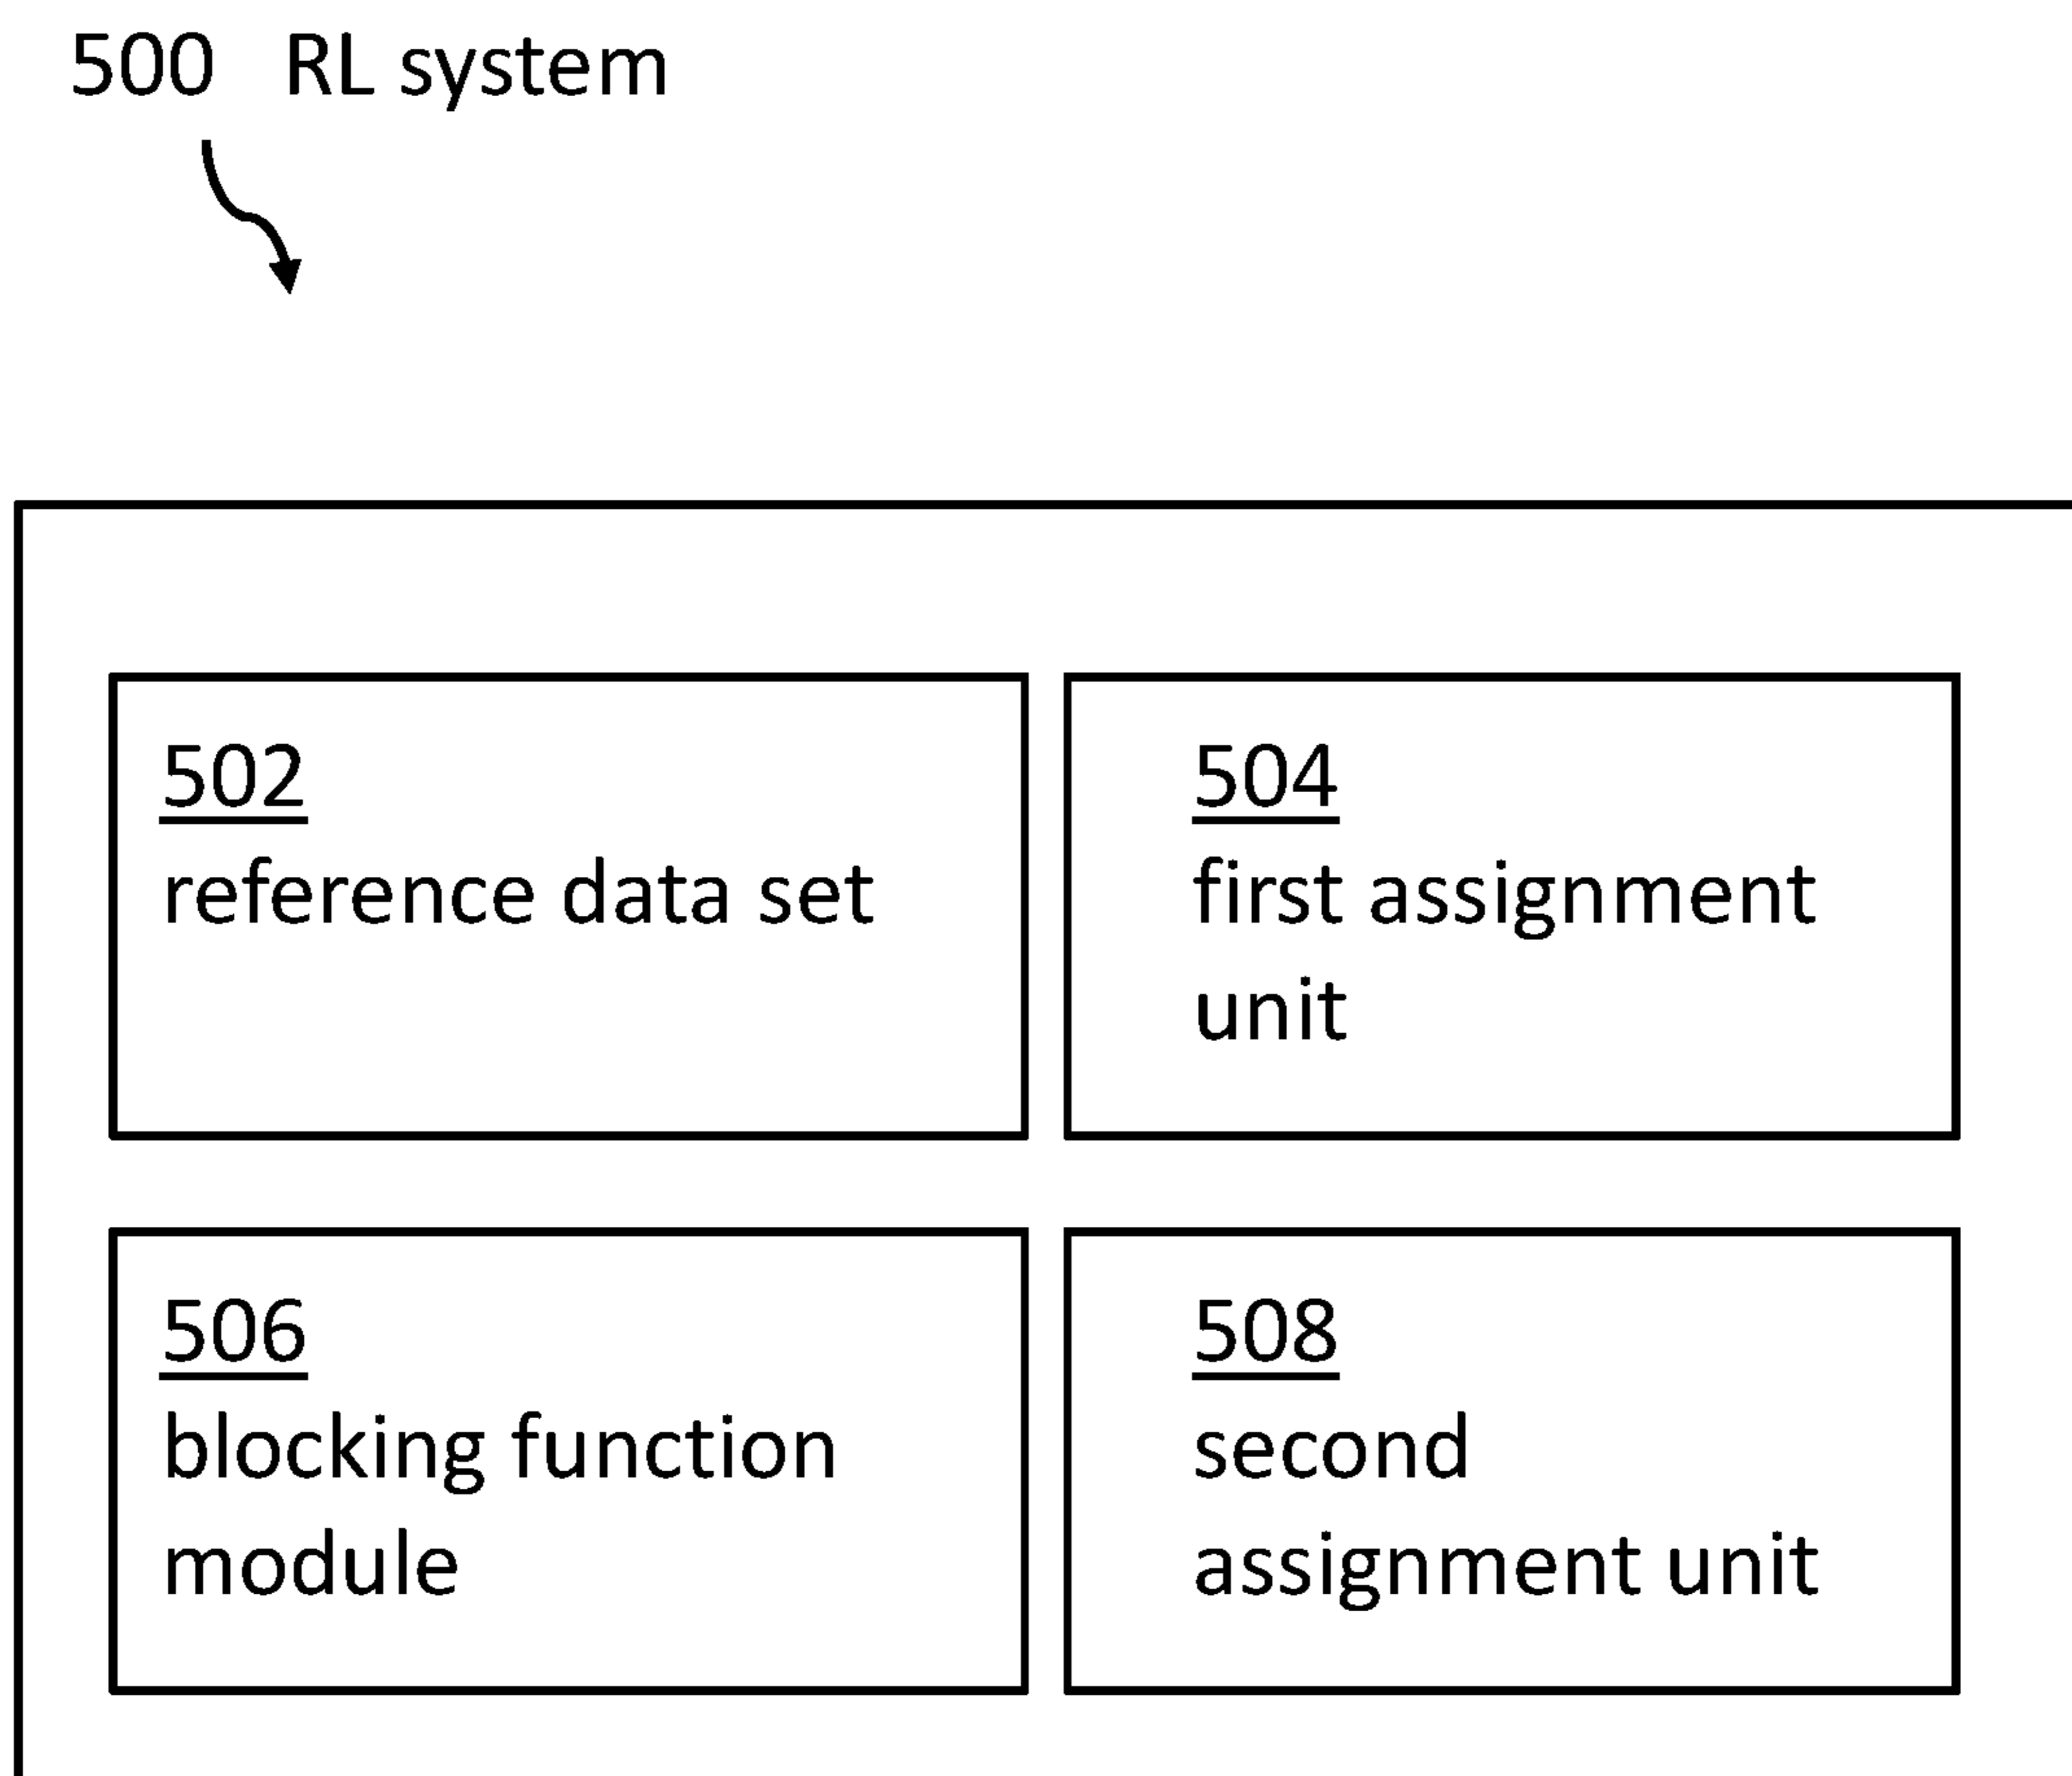 500 RL system
502
reference data set
504
first assignment
unit
506
blocking function
module
508
second
assignment unit